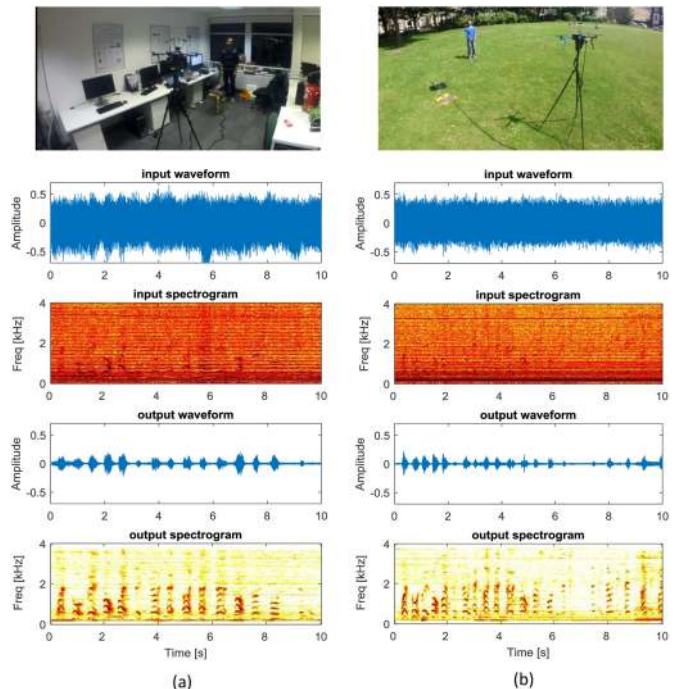 input waveform
0.5
0
-0.5
Amplitude
0 2 4 6 8 10
input spectrogram
4
2
0
Freq [kHz]
0 2 4 6 8 10
output waveform
0.5
0
-0.5
Amplitude
0 2 4 6 8 10
output spectrogram
4
2
0
Freq [kHz]
0 2 4 6 8 10
Time [s]
(a)
input waveform
0.5
0
-0.5
Amplitude
0 2 4 6 8 10
input spectrogram
4
2
0
Freq [kHz]
0 2 4 6 8 10
output waveform
0.5
0
-0.5
Amplitude
0 2 4 6 8 10
output spectrogram
4
2
0
Freq [kHz]
0 2 4 6 8 10
Time [s]
(b)